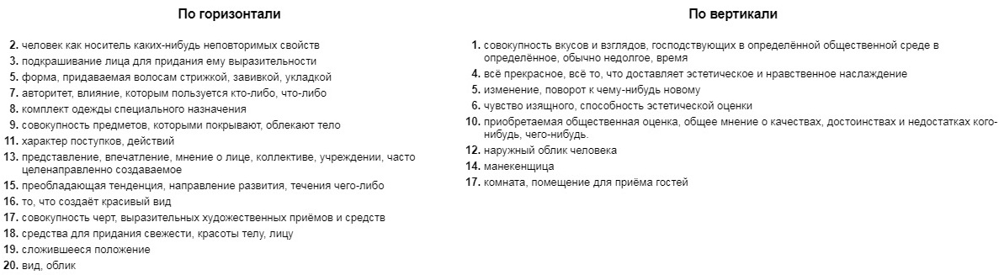 По горизонтали
2. человек как носитель каких-нибудь неповторимых свойств
3. подкрашивание лица для придания ему выразительности
5. форма, придаваемая волосам стрижкой, завивкой, укладкой
7. авторитет, влияние, которым пользуется кто-либо, что-либо
8. комплект одежды специального назначения
9. совокупность предметов, которыми покрывают, облекают тело
11. характер поступков, действий
13. представление, впечатление, мнение о лице, коллективе, учреждении, часто
целенаправленно создаваемое
15. преобладающая тенденция, направление развития, течения чего-либо
16. то, что создаёт красивый вид
17. совокупность черт, выразительных художественных приёмов и средств
18. средства для придания свежести, красоты телу, лицу
19. сложившееся положение
20. вид, облик
По вертикали
1. совокупность вкусов и взглядов, господствующих в определённой общественной среде в
определённое, обычно недолгое, время
4. всё прекрасное, всё то, что доставляет эстетическое и нравственное наслаждение
5. изменение, поворот к чему-нибудь новому
6. чувство изящного, способность эстетической оценки
10. приобретаемая общественная оценка, общее мнение о качествах, достоинствах и недостатках кого-
нибудь, чего-нибудь.
12. наружный облик человека
14. манекенщица
17. комната, помещение для приёма гостей